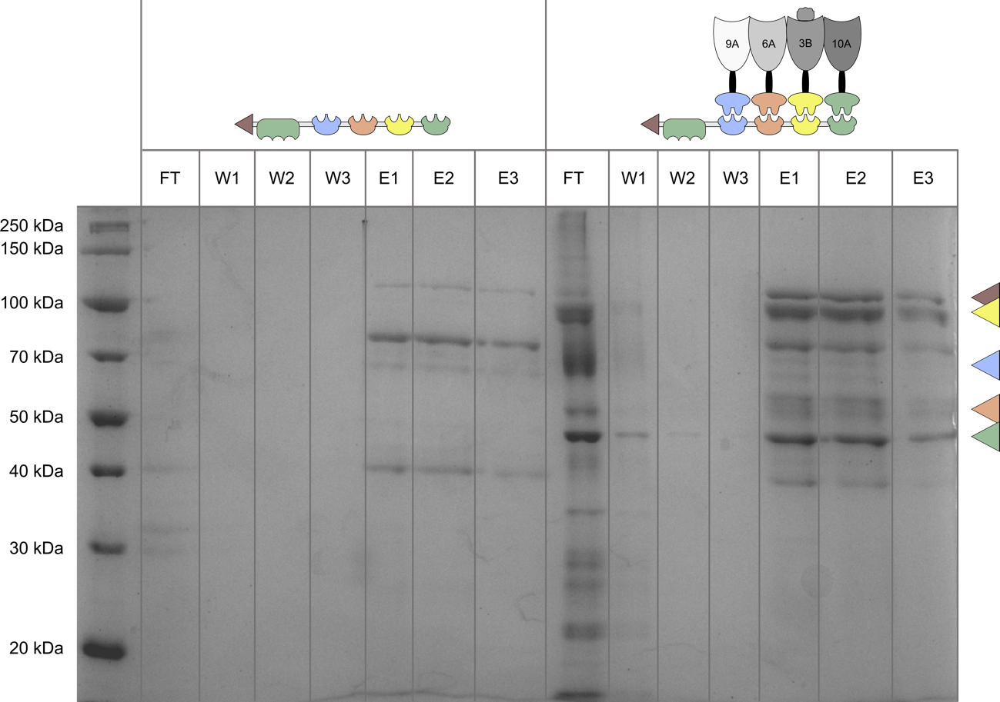 9A 6A 3B 10A
FT W1 W2 W3 E1 E2 E3 FT W1 W2 W3 E1 E2 E3
250 kDa
150 kDa
100 kDa
70 kDa
50 kDa
40 kDa
30 kDa
20 kDa